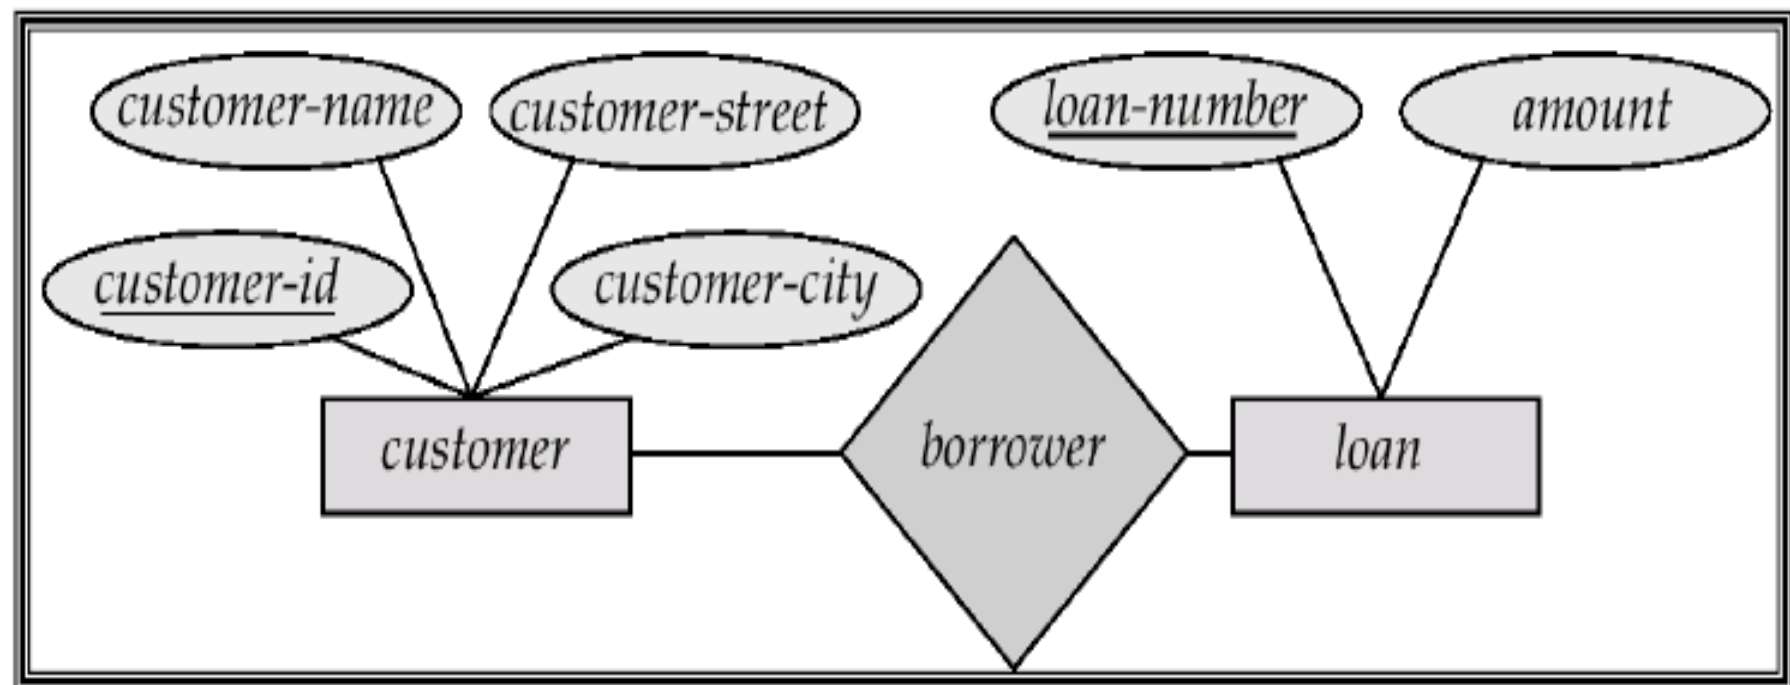 customer-name
customer-street
loan-number
amount
customer-id
customer-city
customer
borrower
loan